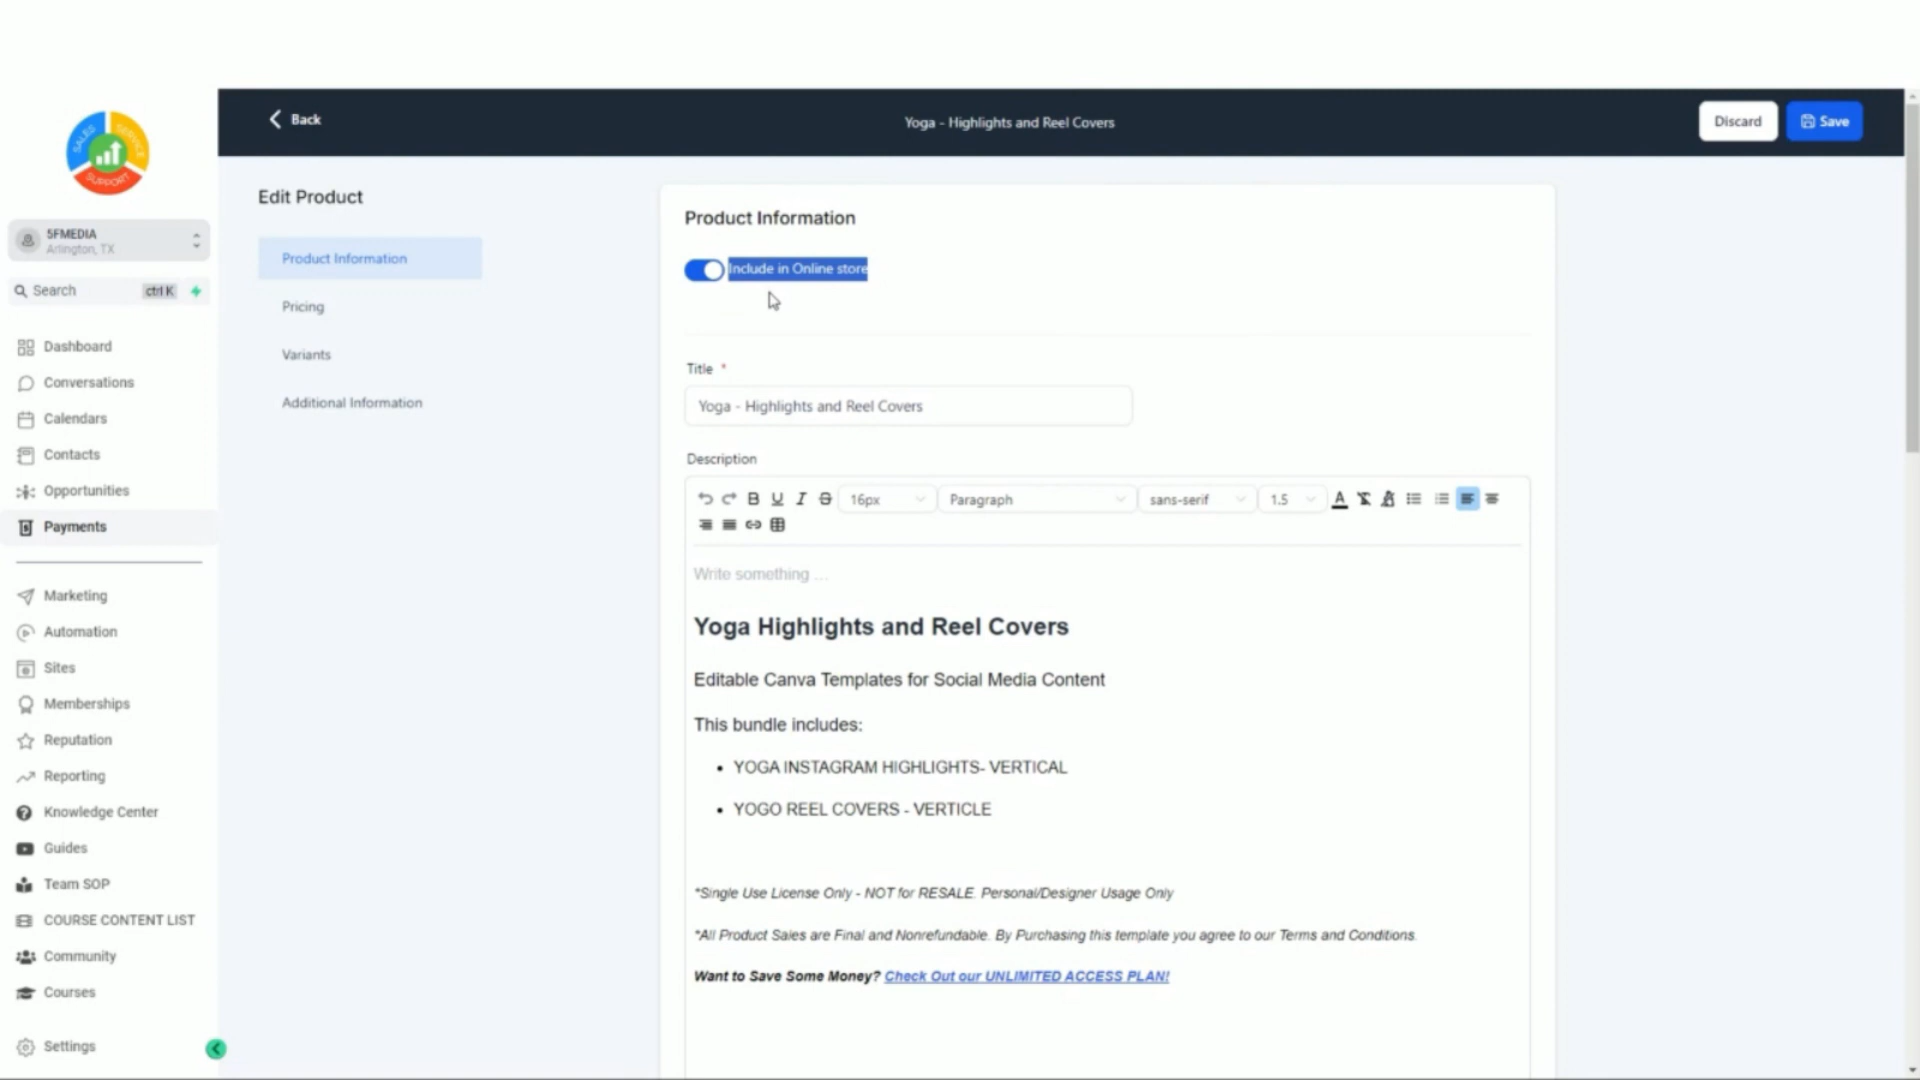 SALES
SERVICE
SUPPORT
5FMEDIA
Arlington, TX
Search ctrl K
Dashboard
Conversations
Calendars
Contacts
Opportunities
Payments
Marketing
Automation
Sites
Memberships
Reputation
Reporting
Knowledge Center
Guides
Team SOP
COURSE CONTENT LIST
Community
Courses
Settings
Back
Yoga - Highlights and Reel Covers
Discard
Save
Edit Product
Product Information
Pricing
Variants
Additional Information
Product Information
Include in Online store
Title *
Yoga - Highlights and Reel Covers
Description
B U I S 16px Paragraph sans-serif 1.5 A
Write something ...
Yoga Highlights and Reel Covers
Editable Canva Templates for Social Media Content
This bundle includes:
• YOGA INSTAGRAM HIGHLIGHTS- VERTICAL
• YOGO REEL COVERS - VERTICLE
*Single Use License Only - NOT for RESALE. Personal/Designer Usage Only
*All Product Sales are Final and Nonrefundable. By Purchasing this template you agree to our Terms and Conditions.
Want to Save Some Money? Check Out our UNLIMITED ACCESS PLAN!